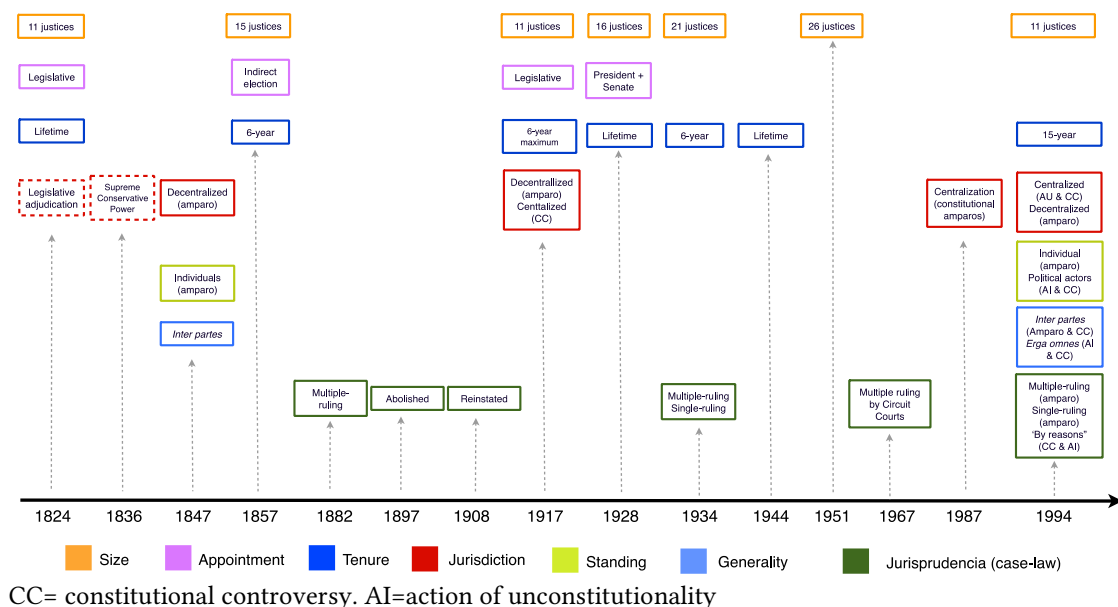 11 justices
15 justices
11 justices
16 justices
21 justices
26 justices
11 justices
Legislative
Indirect
election
Legislative
President +
Senate
Lifetime
6-year
6-year
maximum
Lifetime
6-year
Lifetime
15-year
Legislative
adjudication
Supreme
Conservative
Power
Decentralized
(amparo)
Decentrallized
(amparo)
Centtalized
(CC)
Centralization
(constitutional
amparos)
Centralized
(AU & CC)
Decentralized
(amparo)
Individuals
(amparo)
Individual
(amparo)
Political actors
(AI & CC)
Inter partes
Inter partes
(Amparo & CC)
Erga omnes (AI
& CC)
Multiple-
ruling
Abolished
Reinstated
Multiple-ruling
Single-ruling
Multiple ruling
by Circuit
Courts
Multiple-ruling
(amparo)
Single-ruling
(amparo)
‘By reasons”
(CC & AI)
1824 1836 1847 1857 1882 1897 1908 1917 1928 1934 1944 1951 1967 1987 1994
Size Appointment Tenure Jurisdiction Standing Generality Jurisprudencia (case-law)
CC= constitutional controversy. AI=action of unconstitutionality